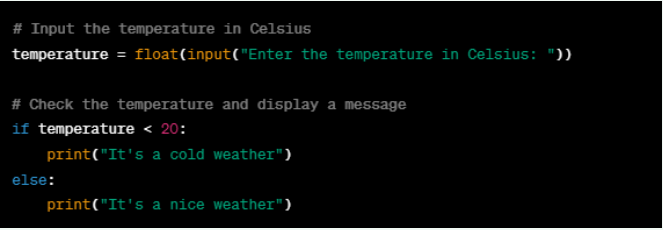 # Input the temperature in Celsius
temperature = float(input("Enter the temperature in Celsius: "))
# Check the temperature and display a message
if temperature < 20:
    print("It's a cold weather")
else:
    print("It's a nice weather")